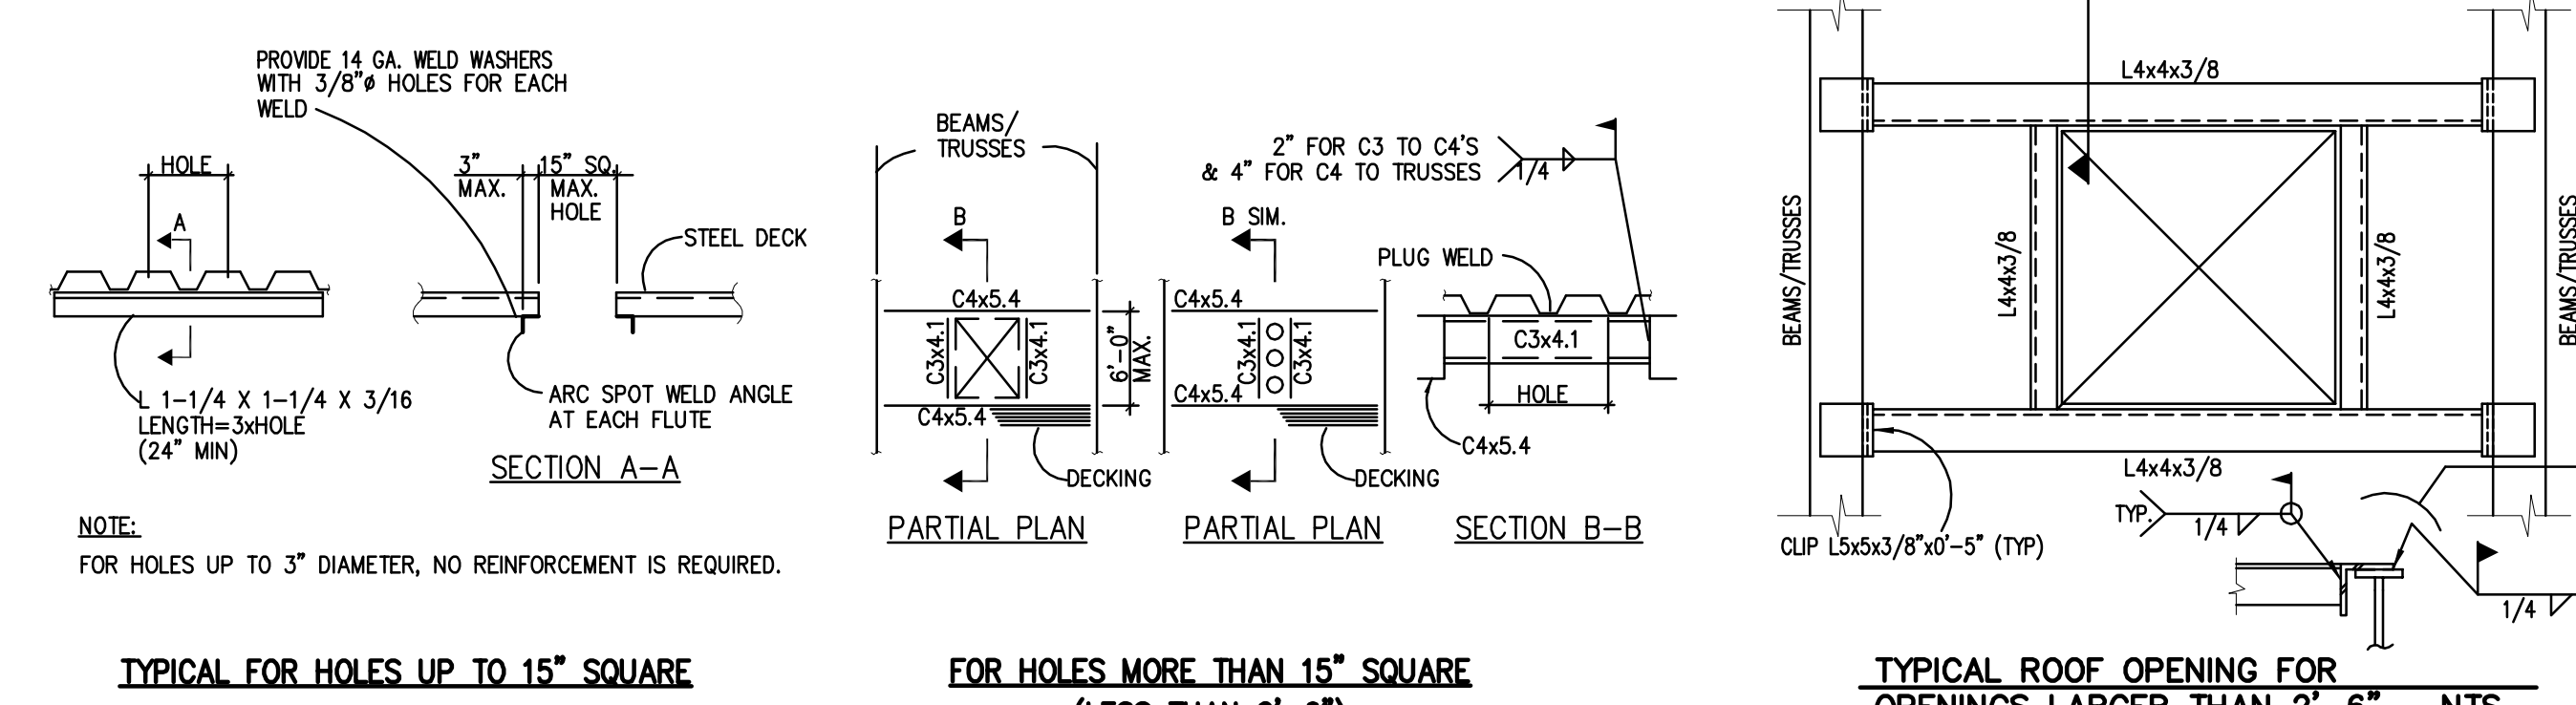 PROVIDE 14 GA. WELD WASHERS
WITH 3/8"ø HOLES FOR EACH
WELD
HOLE
A
3"
MAX.
15" SQ.
MAX.
HOLE
STEEL DECK
L 1-1/4 X 1-1/4 X 3/16
LENGTH=3xHOLE
(24" MIN)
ARC SPOT WELD ANGLE
AT EACH FLUTE
SECTION A-A
NOTE:
FOR HOLES UP TO 3" DIAMETER, NO REINFORCEMENT IS REQUIRED.
TYPICAL FOR HOLES UP TO 15" SQUARE
BEAMS/
TRUSSES
B
C4x5.4
C3x4.1
C3x4.1
C4x5.4
6'-0"
MAX.
DECKING
PARTIAL PLAN
B SIM.
C4x5.4
C3x4.1
C3x4.1
C4x5.4
DECKING
PARTIAL PLAN
2" FOR C3 TO C4'S
& 4" FOR C4 TO TRUSSES
1/4
PLUG WELD
C3x4.1
HOLE
C4x5.4
SECTION B-B
FOR HOLES MORE THAN 15" SQUARE
L4x4x3/8
BEAMS/TRUSSES
L4x4x3/8
L4x4x3/8
BEAMS/TRUSSES
L4x4x3/8
TYP.
1/4
CLIP L5x5x3/8"x0'-5" (TYP)
1/4
TYPICAL ROOF OPENING FOR
OPENINGS LARGER THAN 2'-6" NTS